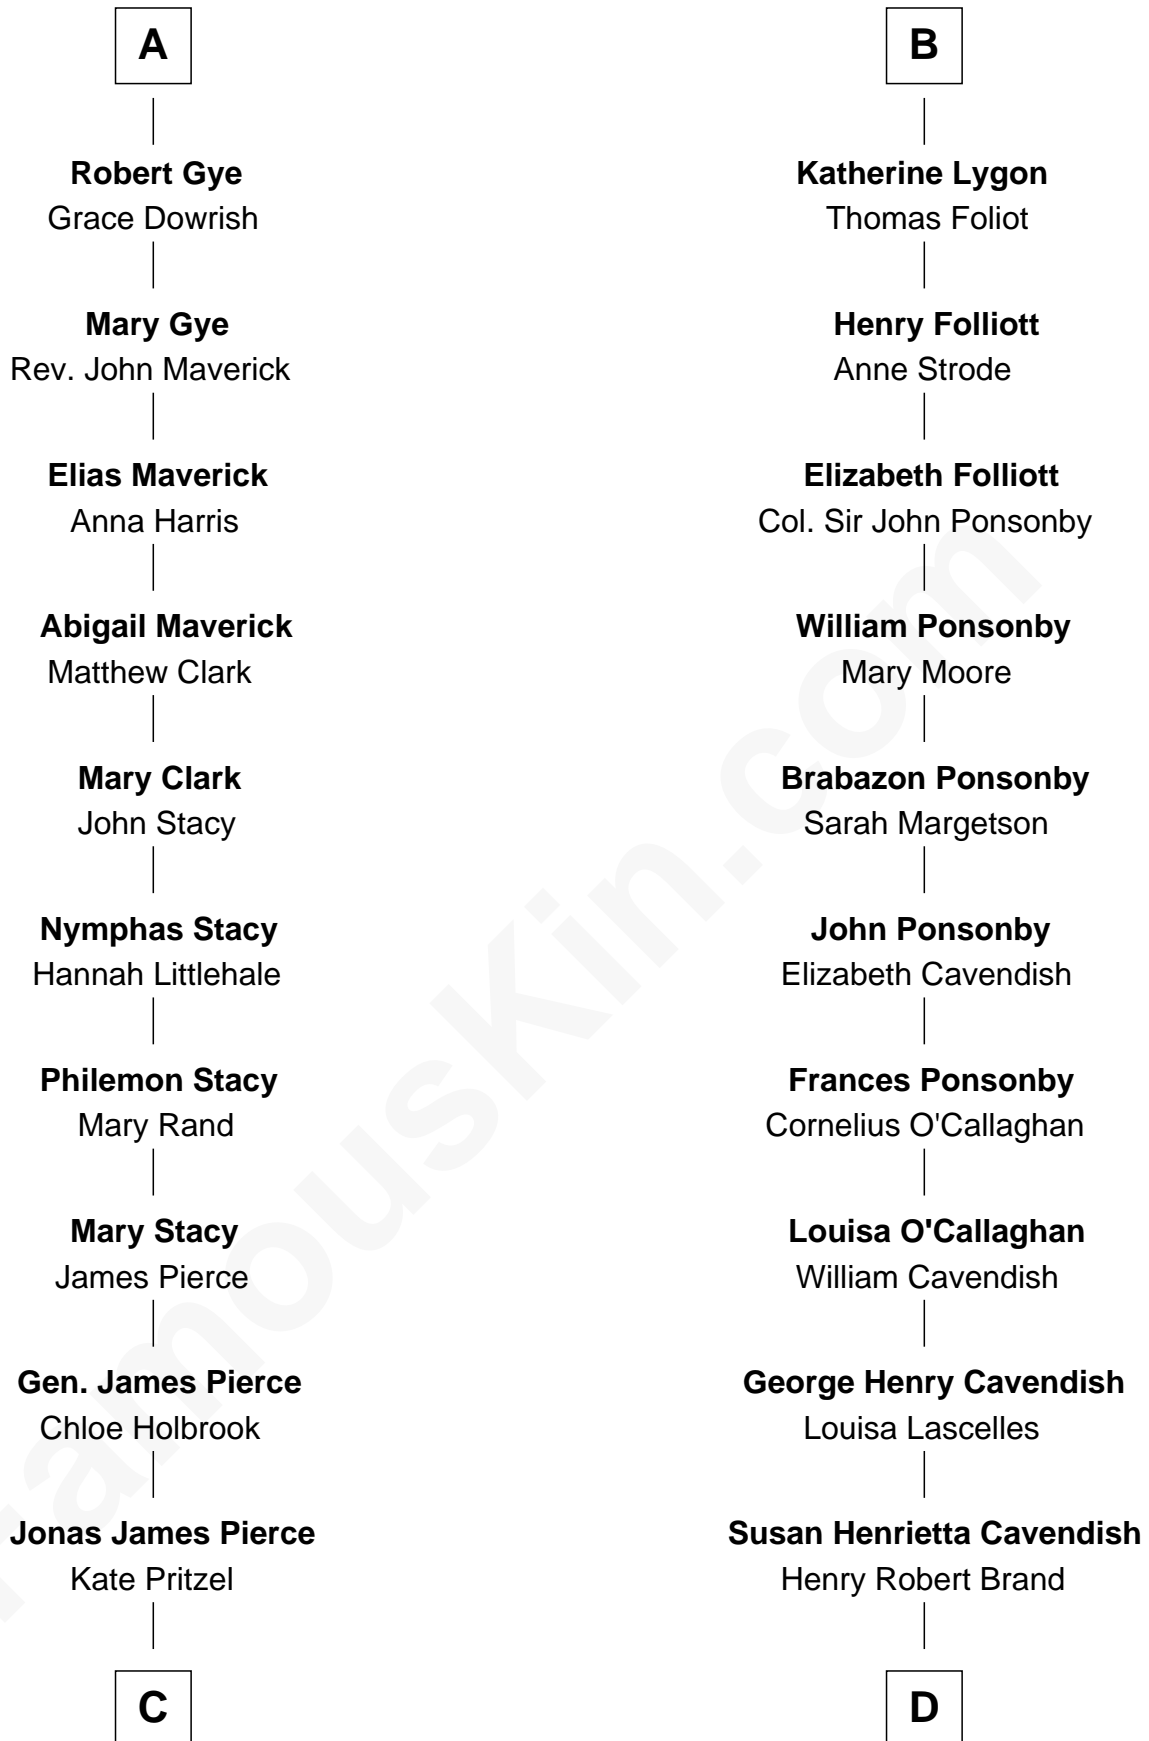 A
Robert Gye
Grace Dowrish
Mary Gye
Rev. John Maverick
Elias Maverick
Anna Harris
Abigail Maverick
Matthew Clark
Mary Clark
John Stacy
Nymphas Stacy
Hannah Littlehale
Philemon Stacy
Mary Rand
Mary Stacy
James Pierce
Gen. James Pierce
Chloe Holbrook
Jonas James Pierce
Kate Pritzel
C
B
Katherine Lygon
Thomas Foliot
Henry Folliott
Anne Strode
Elizabeth Folliott
Col. Sir John Ponsonby
William Ponsonby
Mary Moore
Brabazon Ponsonby
Sarah Margetson
John Ponsonby
Elizabeth Cavendish
Frances Ponsonby
Cornelius O'Callaghan
Louisa O'Callaghan
William Cavendish
George Henry Cavendish
Louisa Lascelles
Susan Henrietta Cavendish
Henry Robert Brand
D
FamousKin.com